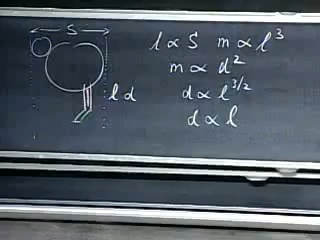 S
l d
l ∝ S m ∝ l³
m ∝ d²
d ∝ l^3/2
d ∝ l